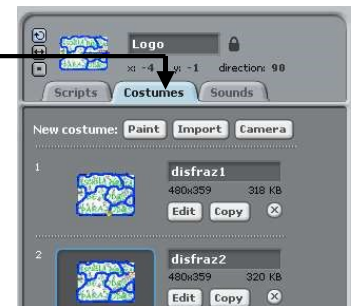 Logo
x: -4 y: -1 direction: 90
Scripts Costumes Sounds
New costume: Paint Import Camera
1
disfraz1
480x359 318 KB
Edit Copy
2
disfraz2
480x359 320 KB
Edit Copy